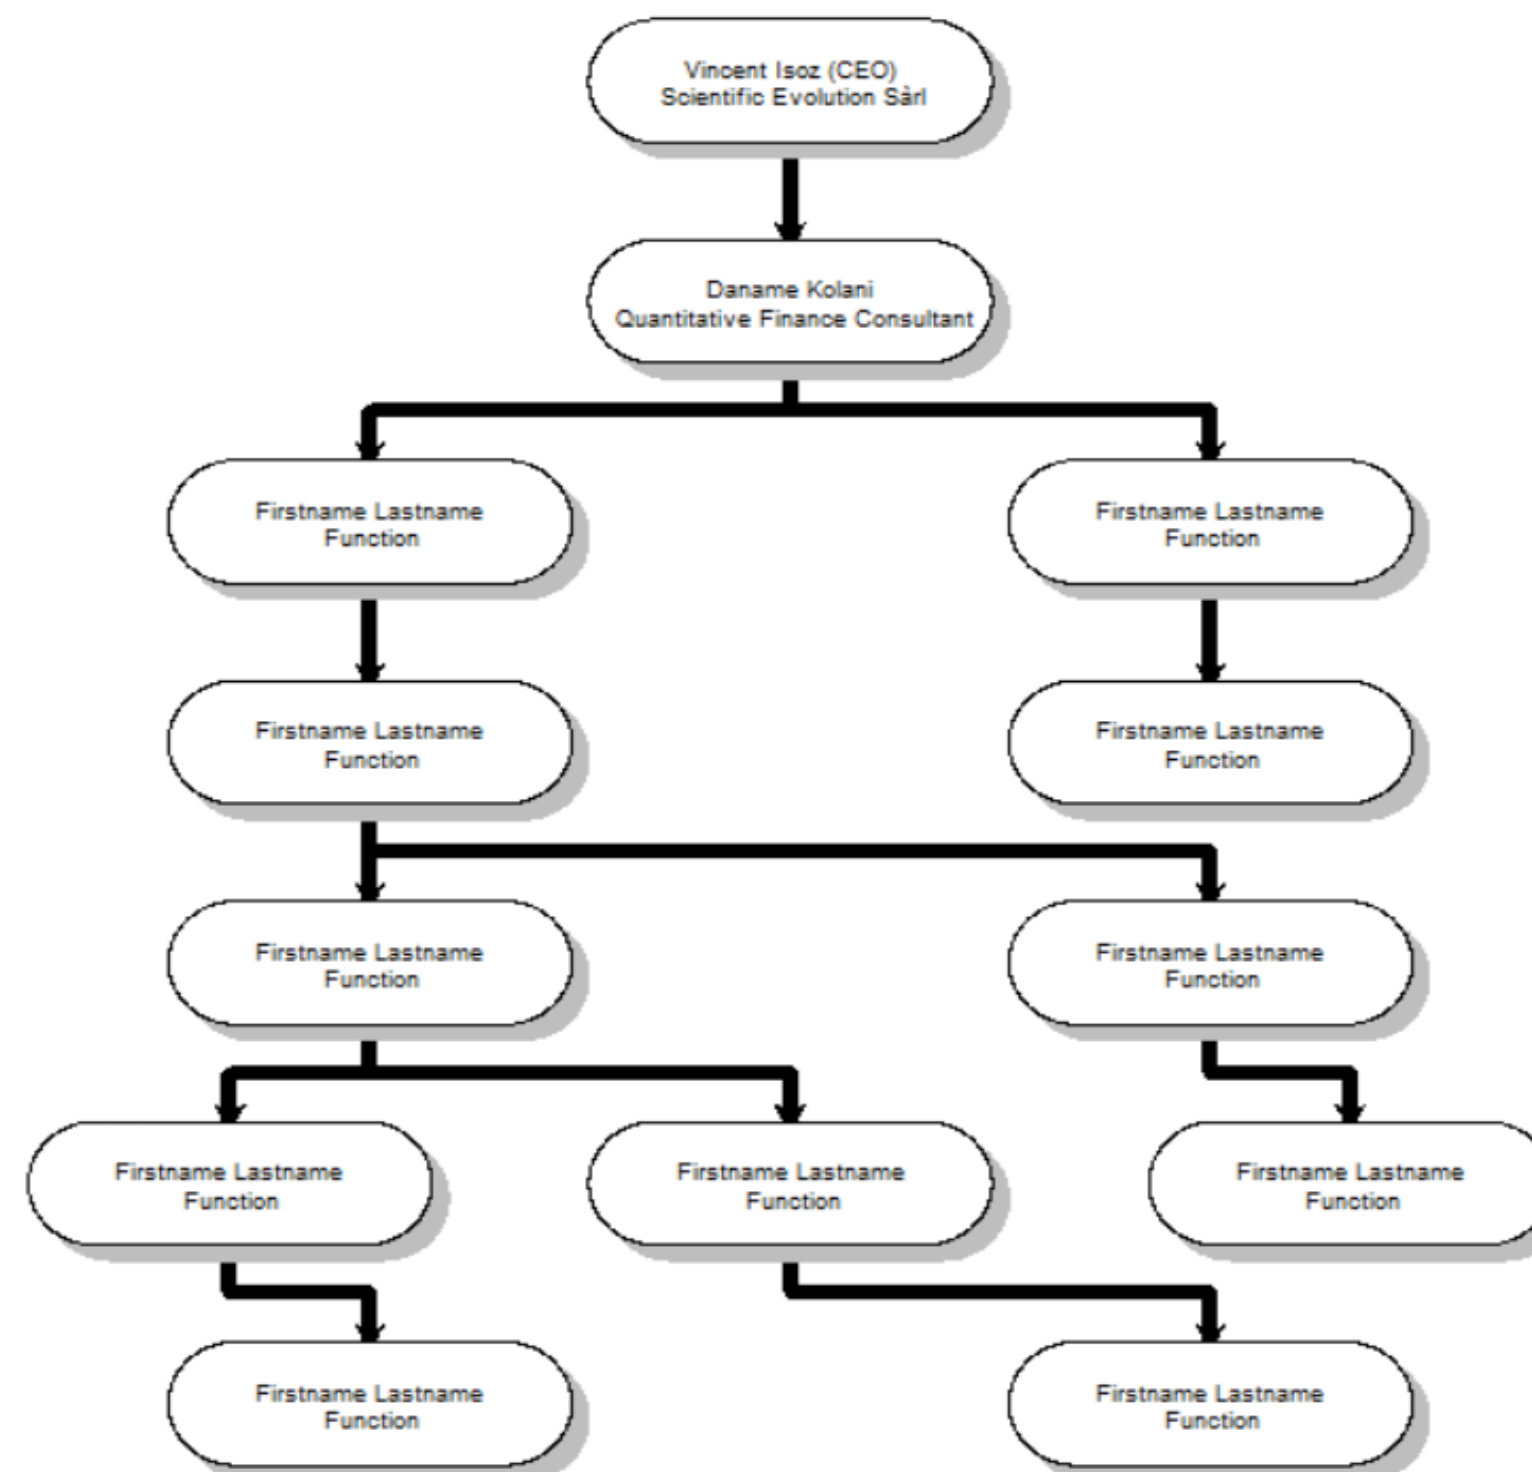 Vincent Isoz (CEO)
Scientific Evolution Sàrl
Daname Kolani
Quantitative Finance Consultant
Firstname Lastname
Function
Firstname Lastname
Function
Firstname Lastname
Function
Firstname Lastname
Function
Firstname Lastname
Function
Firstname Lastname
Function
Firstname Lastname
Function
Firstname Lastname
Function
Firstname Lastname
Function
Firstname Lastname
Function
Firstname Lastname
Function